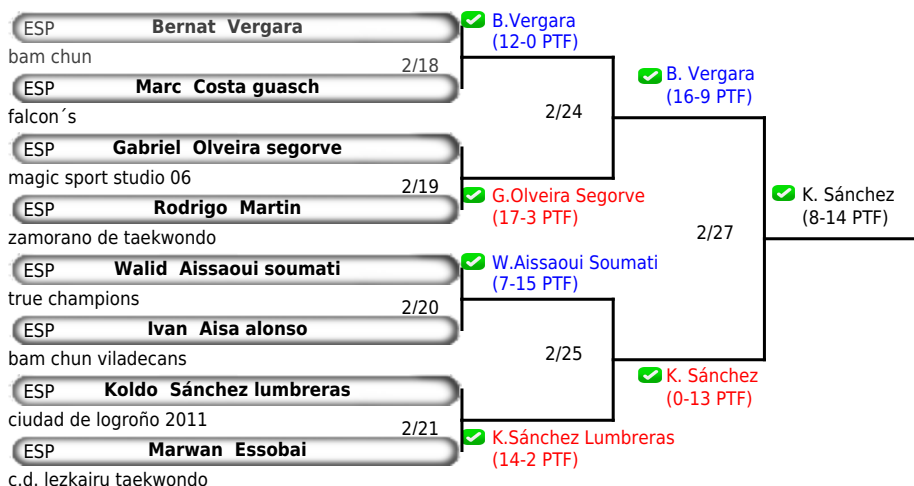 ESP Bernat Vergara
bam chun
2/18
ESP Marc Costa guasch
falcon´s
ESP Gabriel Olveira segorve
magic sport studio 06
2/19
ESP Rodrigo Martin
zamorano de taekwondo
ESP Walid Aissaoui soumati
true champions
2/20
ESP Ivan Aisa alonso
bam chun viladecans
ESP Koldo Sánchez lumbreras
ciudad de logroño 2011
2/21
ESP Marwan Essobai
c.d. lezkairu taekwondo
B.Vergara
(12-0 PTF)
2/24
G.Olveira Segorve
(17-3 PTF)
W.Aissaoui Soumati
(7-15 PTF)
2/25
K.Sánchez Lumbreras
(14-2 PTF)
B. Vergara
(16-9 PTF)
2/27
K. Sánchez
(0-13 PTF)
K. Sánchez
(8-14 PTF)